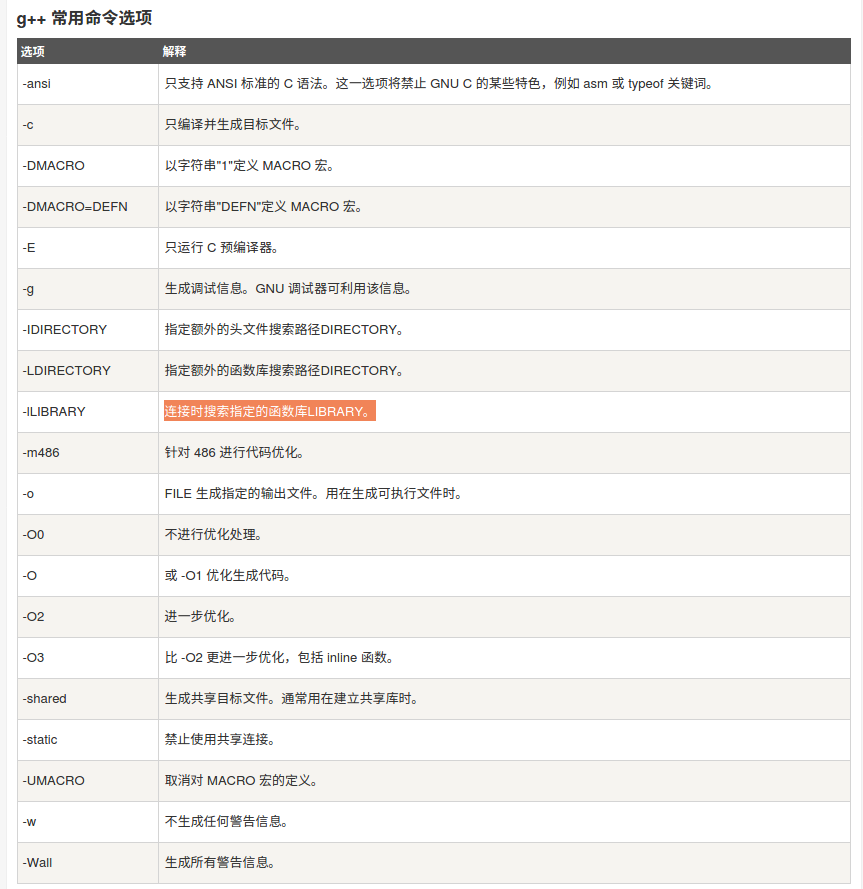 g++ 常用命令选项
选项 解释
-ansi 只支持 ANSI 标准的 C 语法。这一选项将禁止 GNU C 的某些特色，例如 asm 或 typeof 关键词。
-c 只编译并生成目标文件。
-DMACRO 以字符串"1"定义 MACRO 宏。
-DMACRO=DEFN 以字符串"DEFN"定义 MACRO 宏。
-E 只运行 C 预编译器。
-g 生成调试信息。GNU 调试器可利用该信息。
-IDIRECTORY 指定额外的头文件搜索路径DIRECTORY。
-LDIRECTORY 指定额外的函数库搜索路径DIRECTORY。
-lLIBRARY 连接时搜索指定的函数库LIBRARY。
-m486 针对 486 进行代码优化。
-o FILE 生成指定的输出文件。用在生成可执行文件时。
-O0 不进行优化处理。
-O 或 -O1 优化生成代码。
-O2 进一步优化。
-O3 比 -O2 更进一步优化，包括 inline 函数。
-shared 生成共享目标文件。通常用在建立共享库时。
-static 禁止使用共享连接。
-UMACRO 取消对 MACRO 宏的定义。
-w 不生成任何警告信息。
-Wall 生成所有警告信息。